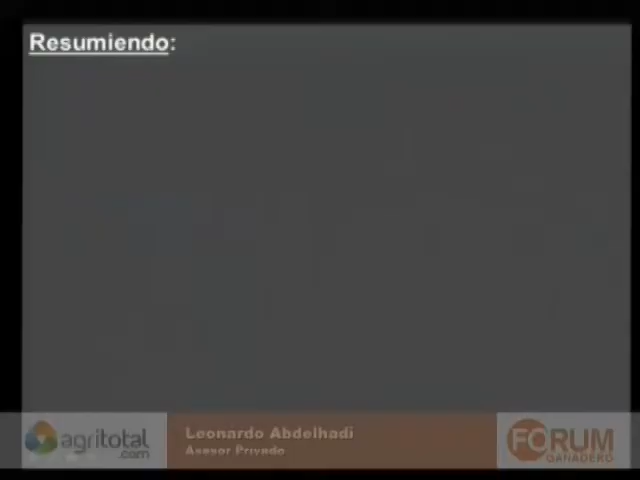 Resumiendo:
agritotal
.com
Leonardo Abdelhadi
Asesor Privado
FORUM
GANADERO